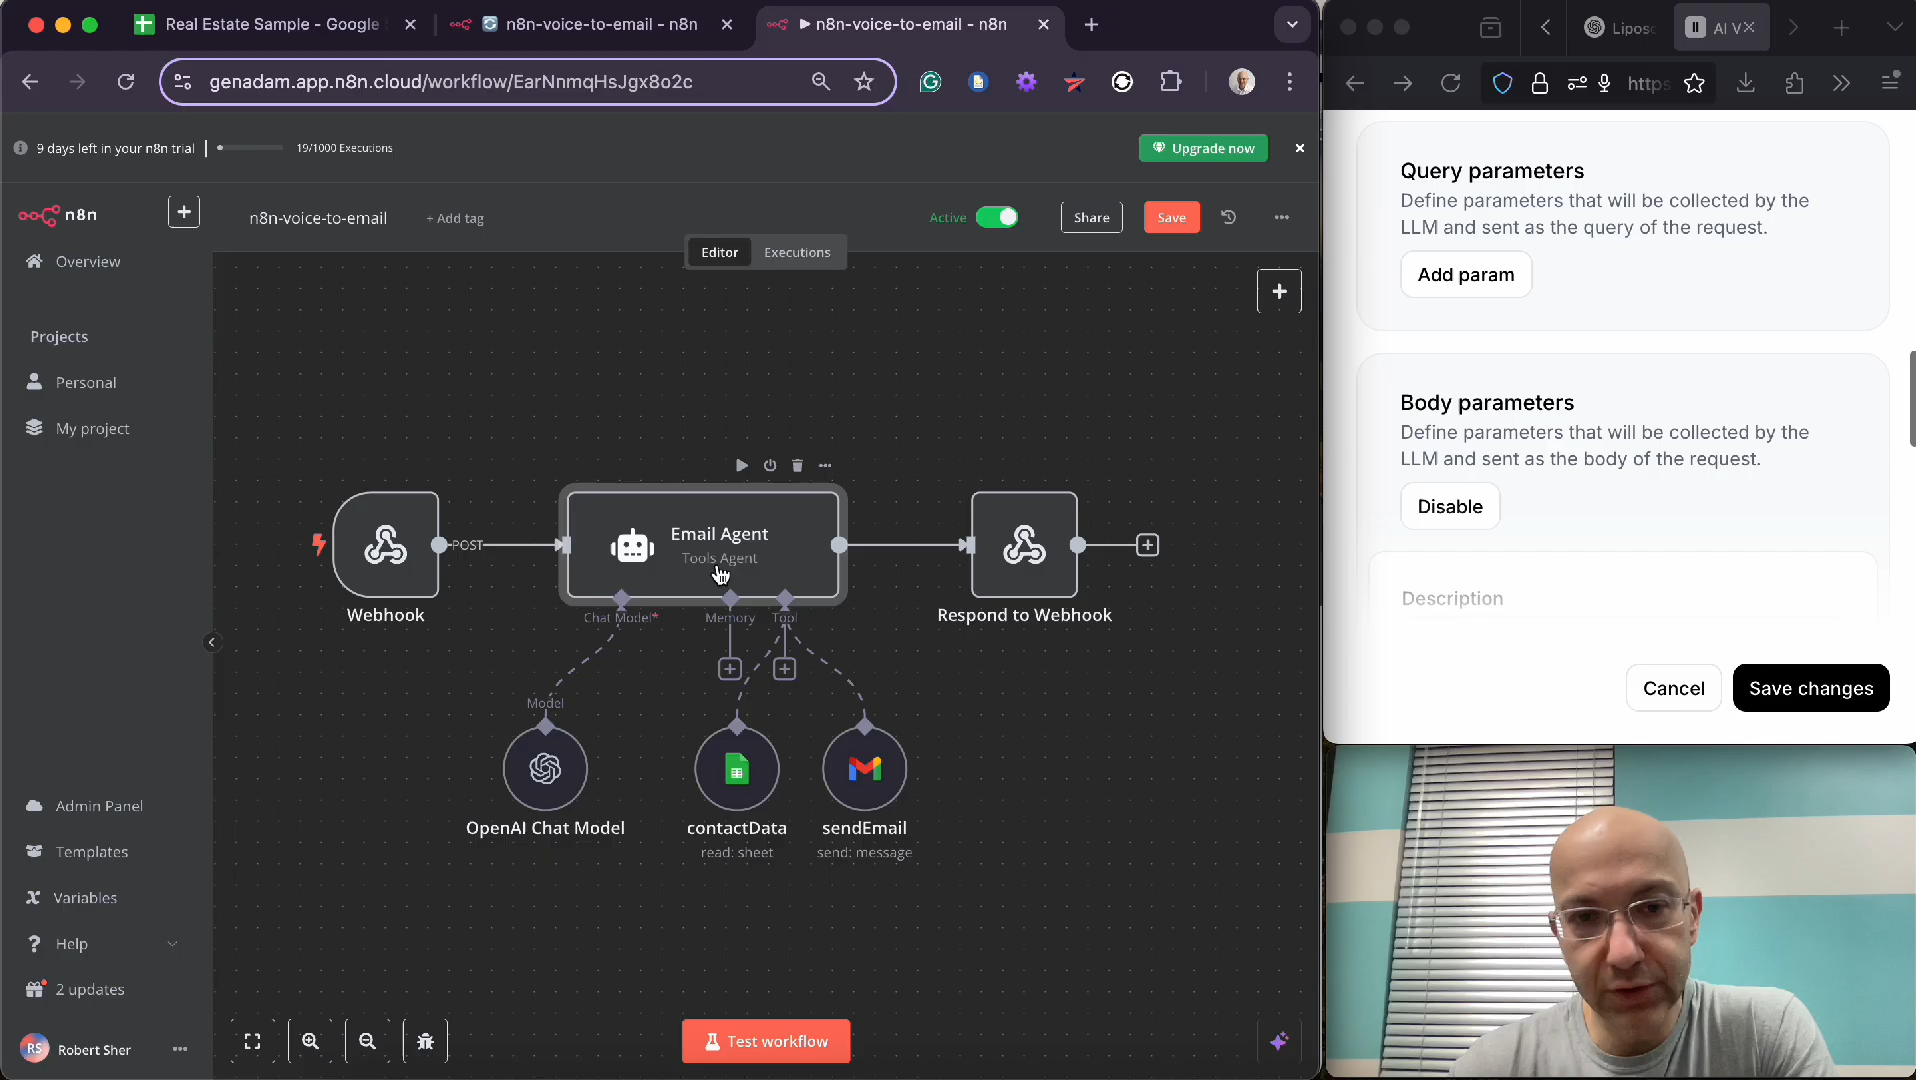 Real Estate Sample - Google
n8n-voice-to-email - n8n
n8n-voice-to-email - n8n
Lipos
AI V
genadam.app.n8n.cloud/workflow/EarNnmqHsJgx8o2c
https
9 days left in your n8n trial
19/1000 Executions
Upgrade now
n8n
n8n-voice-to-email
+ Add tag
Active
Share
Save
Editor
Executions
Overview
Projects
Personal
My project
Admin Panel
Templates
Variables
Help
2 updates
RS
Robert Sher
POST
Email Agent
Tools Agent
Webhook
Chat Model*
Memory
Tool
Respond to Webhook
Model
OpenAI Chat Model
contactData
read: sheet
sendEmail
send: message
Test workflow
Query parameters
Define parameters that will be collected by the
LLM and sent as the query of the request.
Add param
Body parameters
Define parameters that will be collected by the
LLM and sent as the body of the request.
Disable
Description
Cancel
Save changes